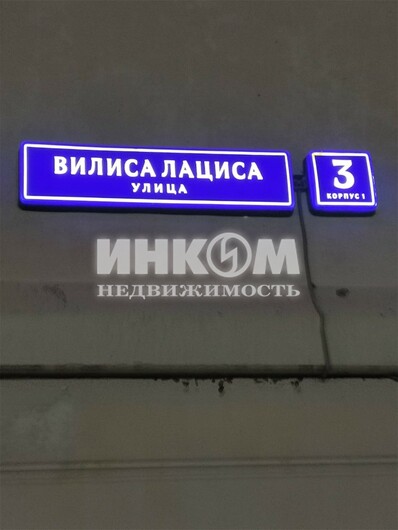 ВИЛИСА ЛАЦИСА
УЛИЦА
3
КОРПУС 1
ИНКОМ
НЕДВИЖИМОСТЬ